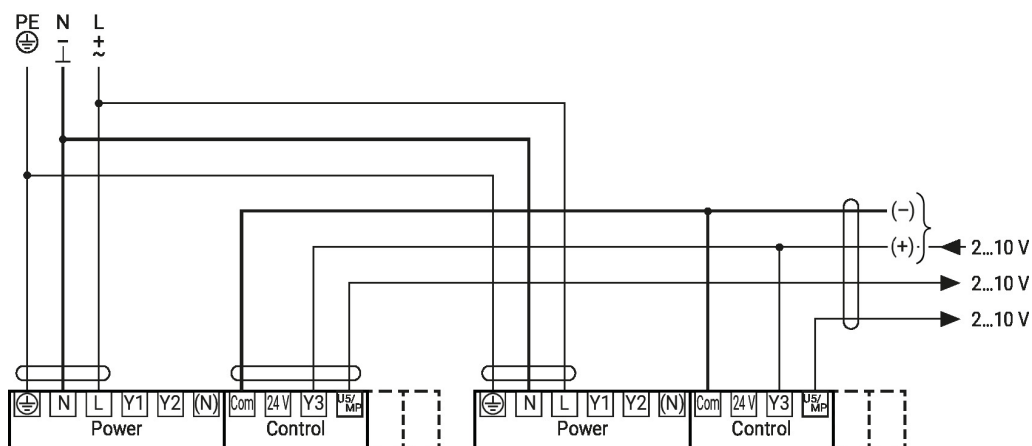 PE N L
- +
⊥ ~
(−)
(+) 2...10 V
2...10 V
2...10 V
N L Y1 Y2 (N) Com 24 V Y3 U5/MP N L Y1 Y2 (N) Com 24 V Y3 U5/MP
Power Control Power Control